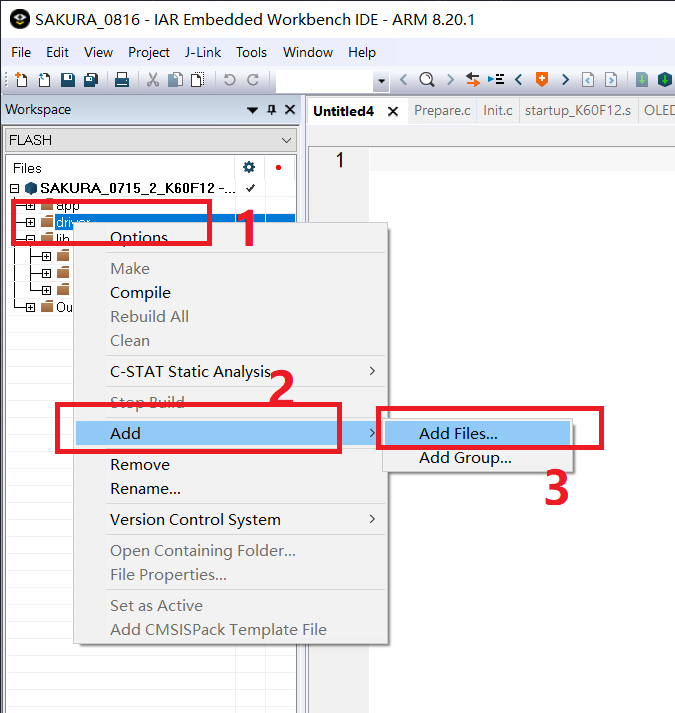 SAKURA_0816 - IAR Embedded Workbench IDE - ARM 8.20.1
File Edit View Project J-Link Tools Window Help
Workspace
Untitled4 Prepare.c Init.c startup_K60F12.s OLED
FLASH
Files
1
SAKURA_0715_2_K60F12 -...
app
driver
1
lib
Ou
Options...
Make
Compile
Rebuild All
Clean
C-STAT Static Analysis
2
Stop Build
Add
Add Files...
Add Group...
3
Remove
Rename...
Version Control System
Open Containing Folder...
File Properties...
Set as Active
Add CMSISPack Template File